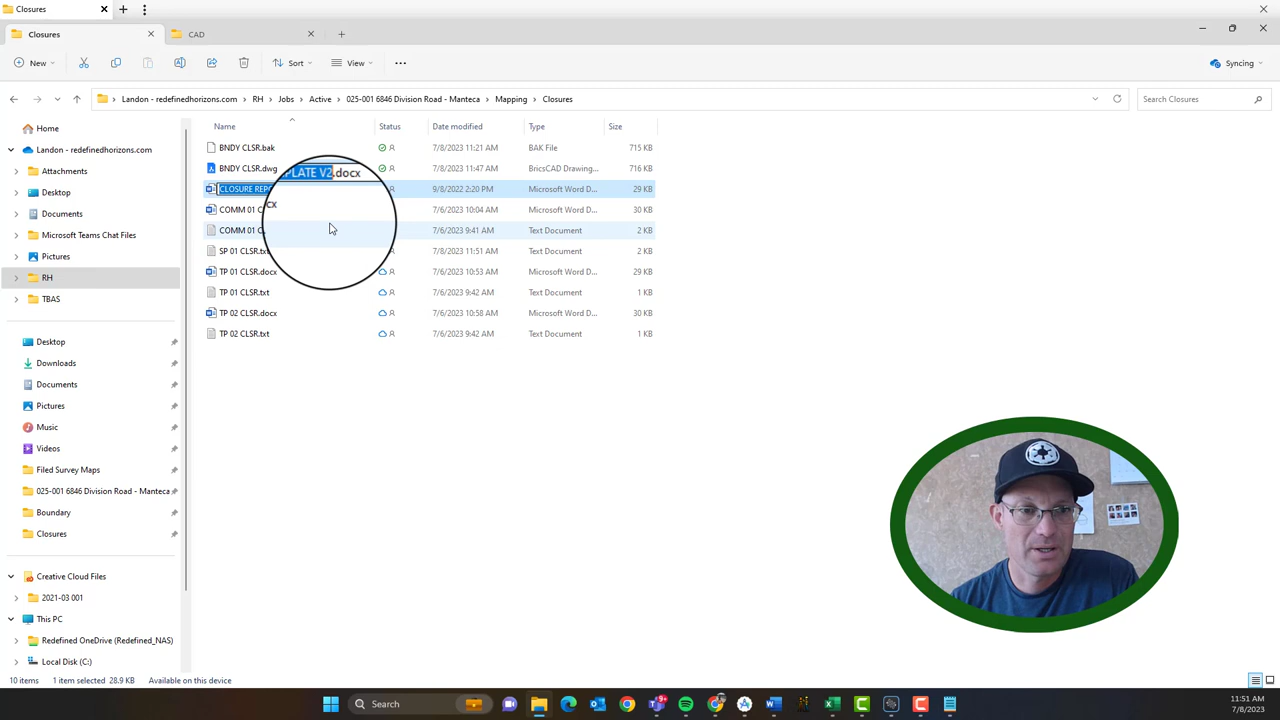 Closures
Closures CAD
New Sort View
Syncing
Landon - redefinedhorizons.com RH Jobs Active 025-001 6846 Division Road - Manteca Mapping Closures Search Closures
Name Status Date modified Type Size
Home
Landon - redefinedhorizons.com
Attachments
Desktop
Documents
Microsoft Teams Chat Files
Pictures
RH
TBAS
Desktop
Downloads
Documents
Pictures
Music
Videos
Filed Survey Maps
025-001 6846 Division Road - Manteca
Boundary
Closures
Creative Cloud Files
2021-03 001
This PC
Redefined OneDrive (Redefined_NAS)
Local Disk (C:)
BNDY CLSR.bak 7/8/2023 11:21 AM BAK File 715 KB
BNDY CLSR.dwg 7/8/2023 11:47 AM BricsCAD Drawing... 716 KB
PLATE V2.docx
CLOSURE REP 9/8/2022 2:20 PM Microsoft Word D... 29 KB
cx
COMM 01 C 7/6/2023 10:04 AM Microsoft Word D... 30 KB
COMM 01 C 7/6/2023 9:41 AM Text Document 2 KB
SP 01 CLSR.txt 7/8/2023 11:51 AM Text Document 2 KB
TP 01 CLSR.docx 7/6/2023 10:53 AM Microsoft Word D... 29 KB
TP 01 CLSR.txt 7/6/2023 9:42 AM Text Document 1 KB
TP 02 CLSR.docx 7/6/2023 10:58 AM Microsoft Word D... 30 KB
TP 02 CLSR.txt 7/6/2023 9:42 AM Text Document 1 KB
10 items 1 item selected 28.9 KB Available on this device
Search
9+
11:51 AM
7/8/2023